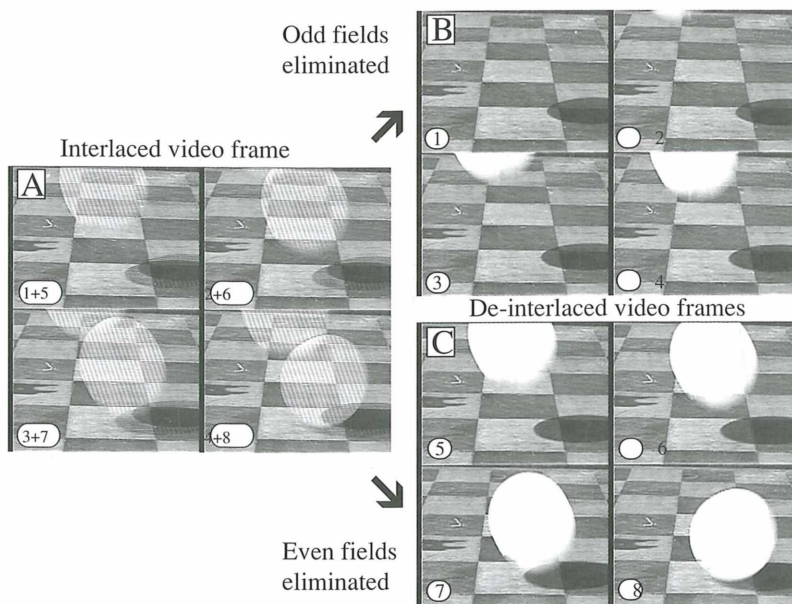 Odd fields
eliminated
B
1
2
3
4
Interlaced video frame
A
1+5
2+6
3+7
4+8
De-interlaced video frames
C
5
6
7
8
Even fields
eliminated